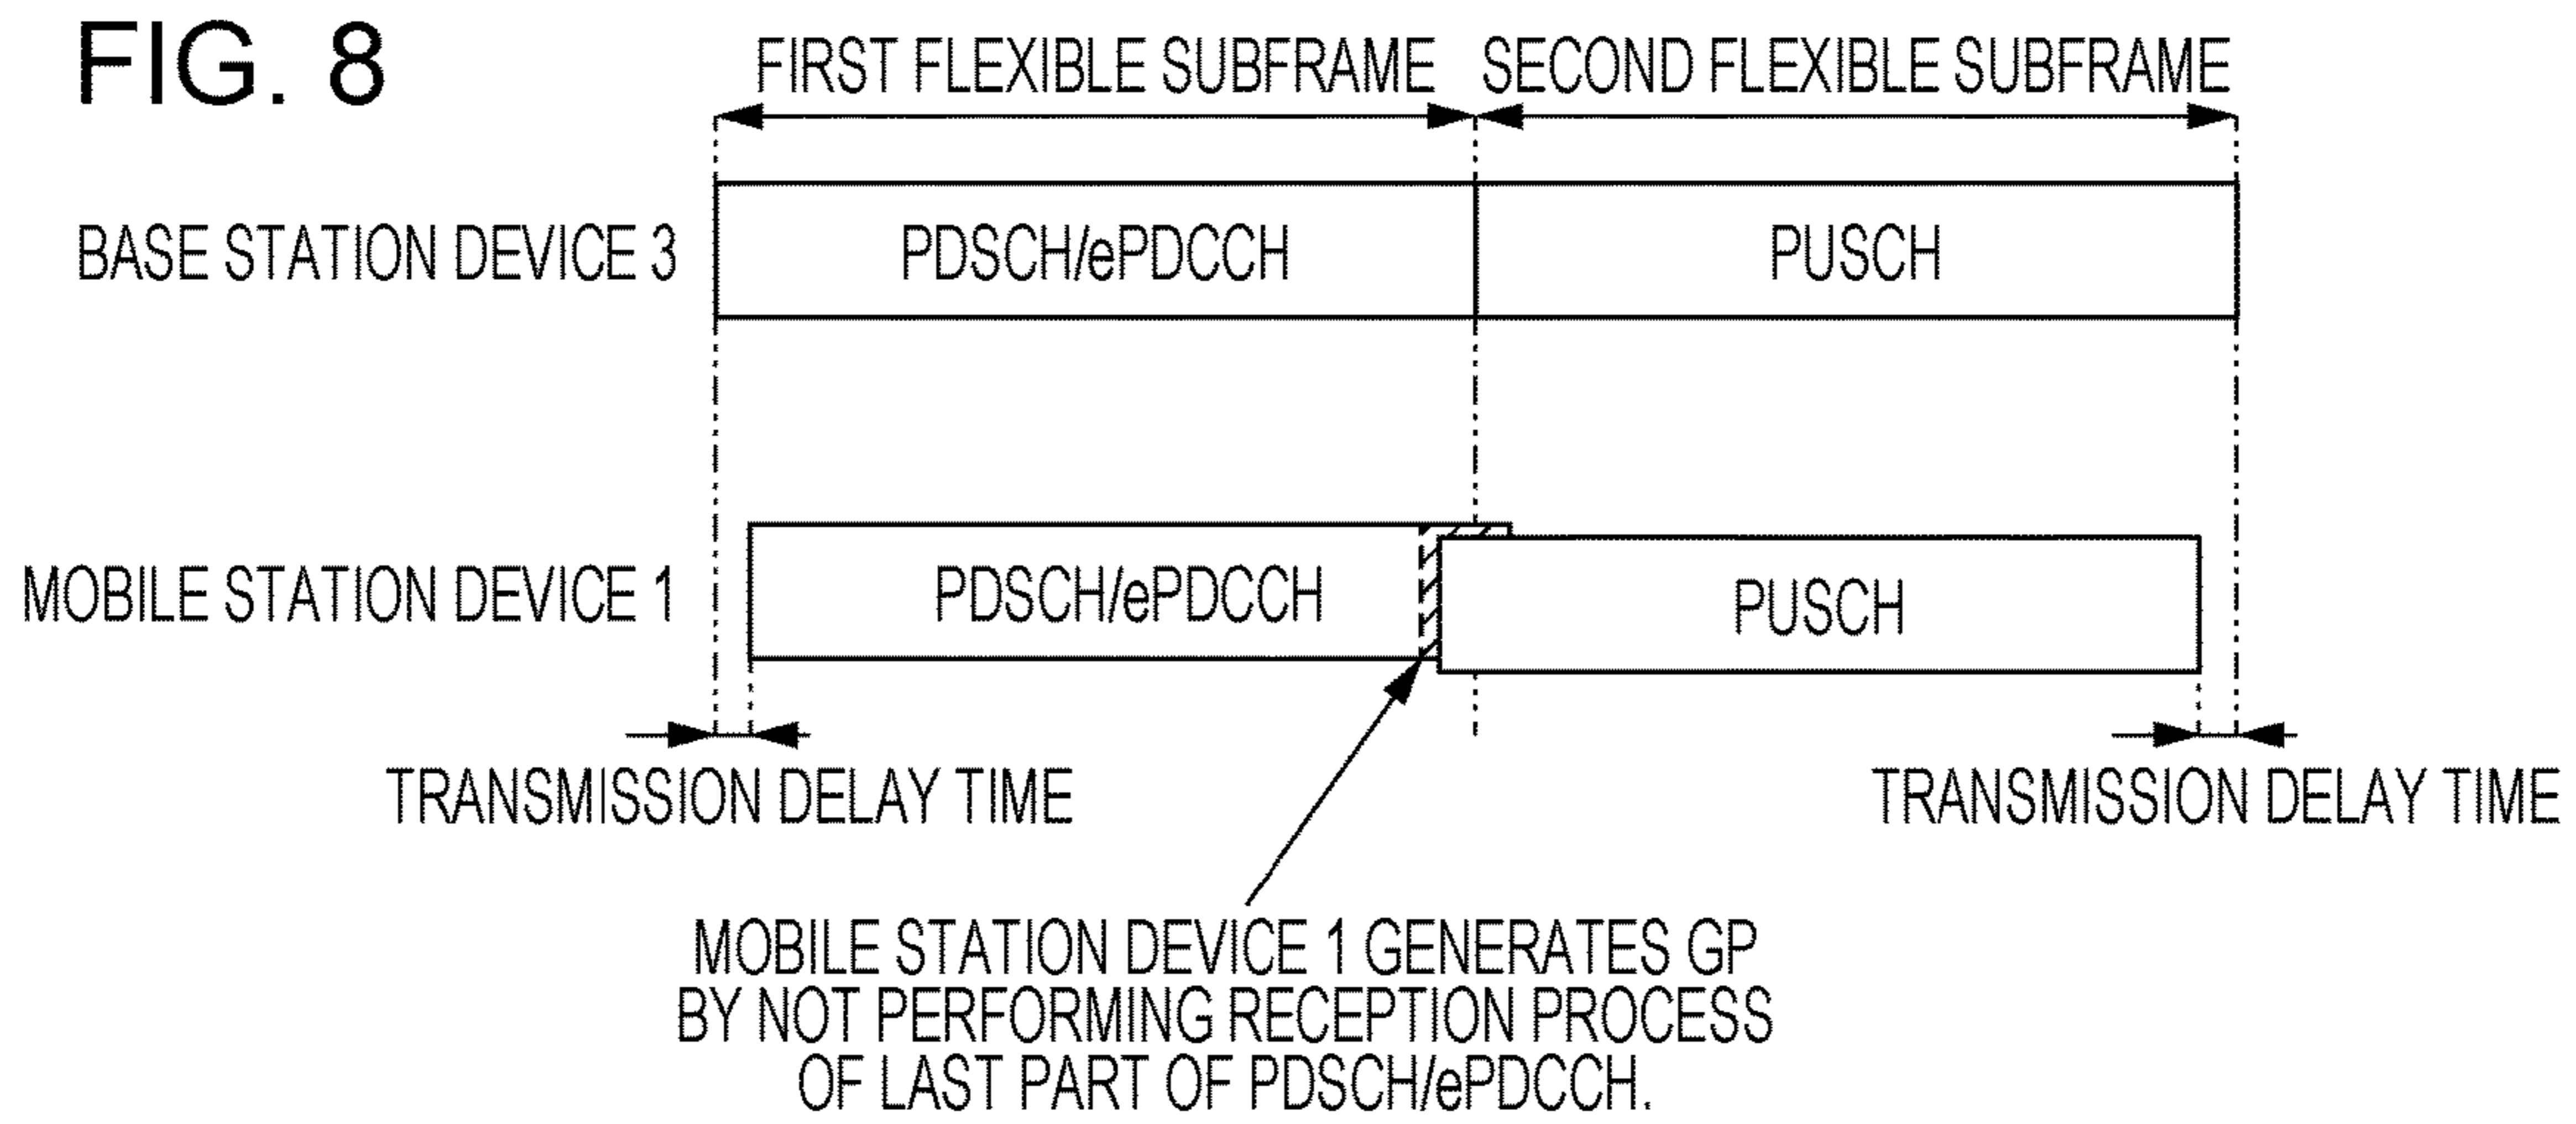 FIG. 8
FIRST FLEXIBLE SUBFRAME
SECOND FLEXIBLE SUBFRAME
BASE STATION DEVICE 3
PDSCH/ePDCCH
PUSCH
MOBILE STATION DEVICE 1
PDSCH/ePDCCH
PUSCH
TRANSMISSION DELAY TIME
TRANSMISSION DELAY TIME
MOBILE STATION DEVICE 1 GENERATES GP
BY NOT PERFORMING RECEPTION PROCESS
OF LAST PART OF PDSCH/ePDCCH.